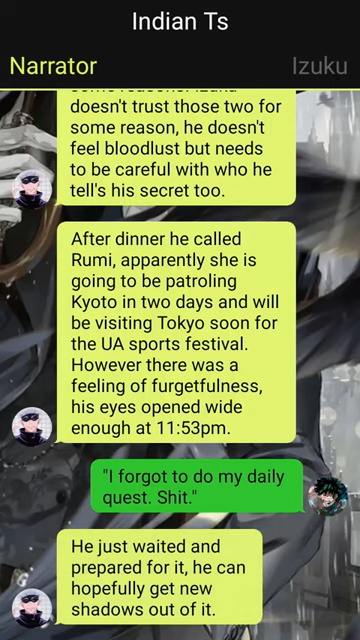 Indian Ts
Narrator
Izuku
doesn't trust those two for
some reason, he doesn't
feel bloodlust but needs
to be careful with who he
tell's his secret too.
After dinner he called
Rumi, apparently she is
going to be patroling
Kyoto in two days and will
be visiting Tokyo soon for
the UA sports festival.
However there was a
feeling of furgetfulness,
his eyes opened wide
enough at 11:53pm.
"I forgot to do my daily
quest. Shit."
He just waited and
prepared for it, he can
hopefully get new
shadows out of it.